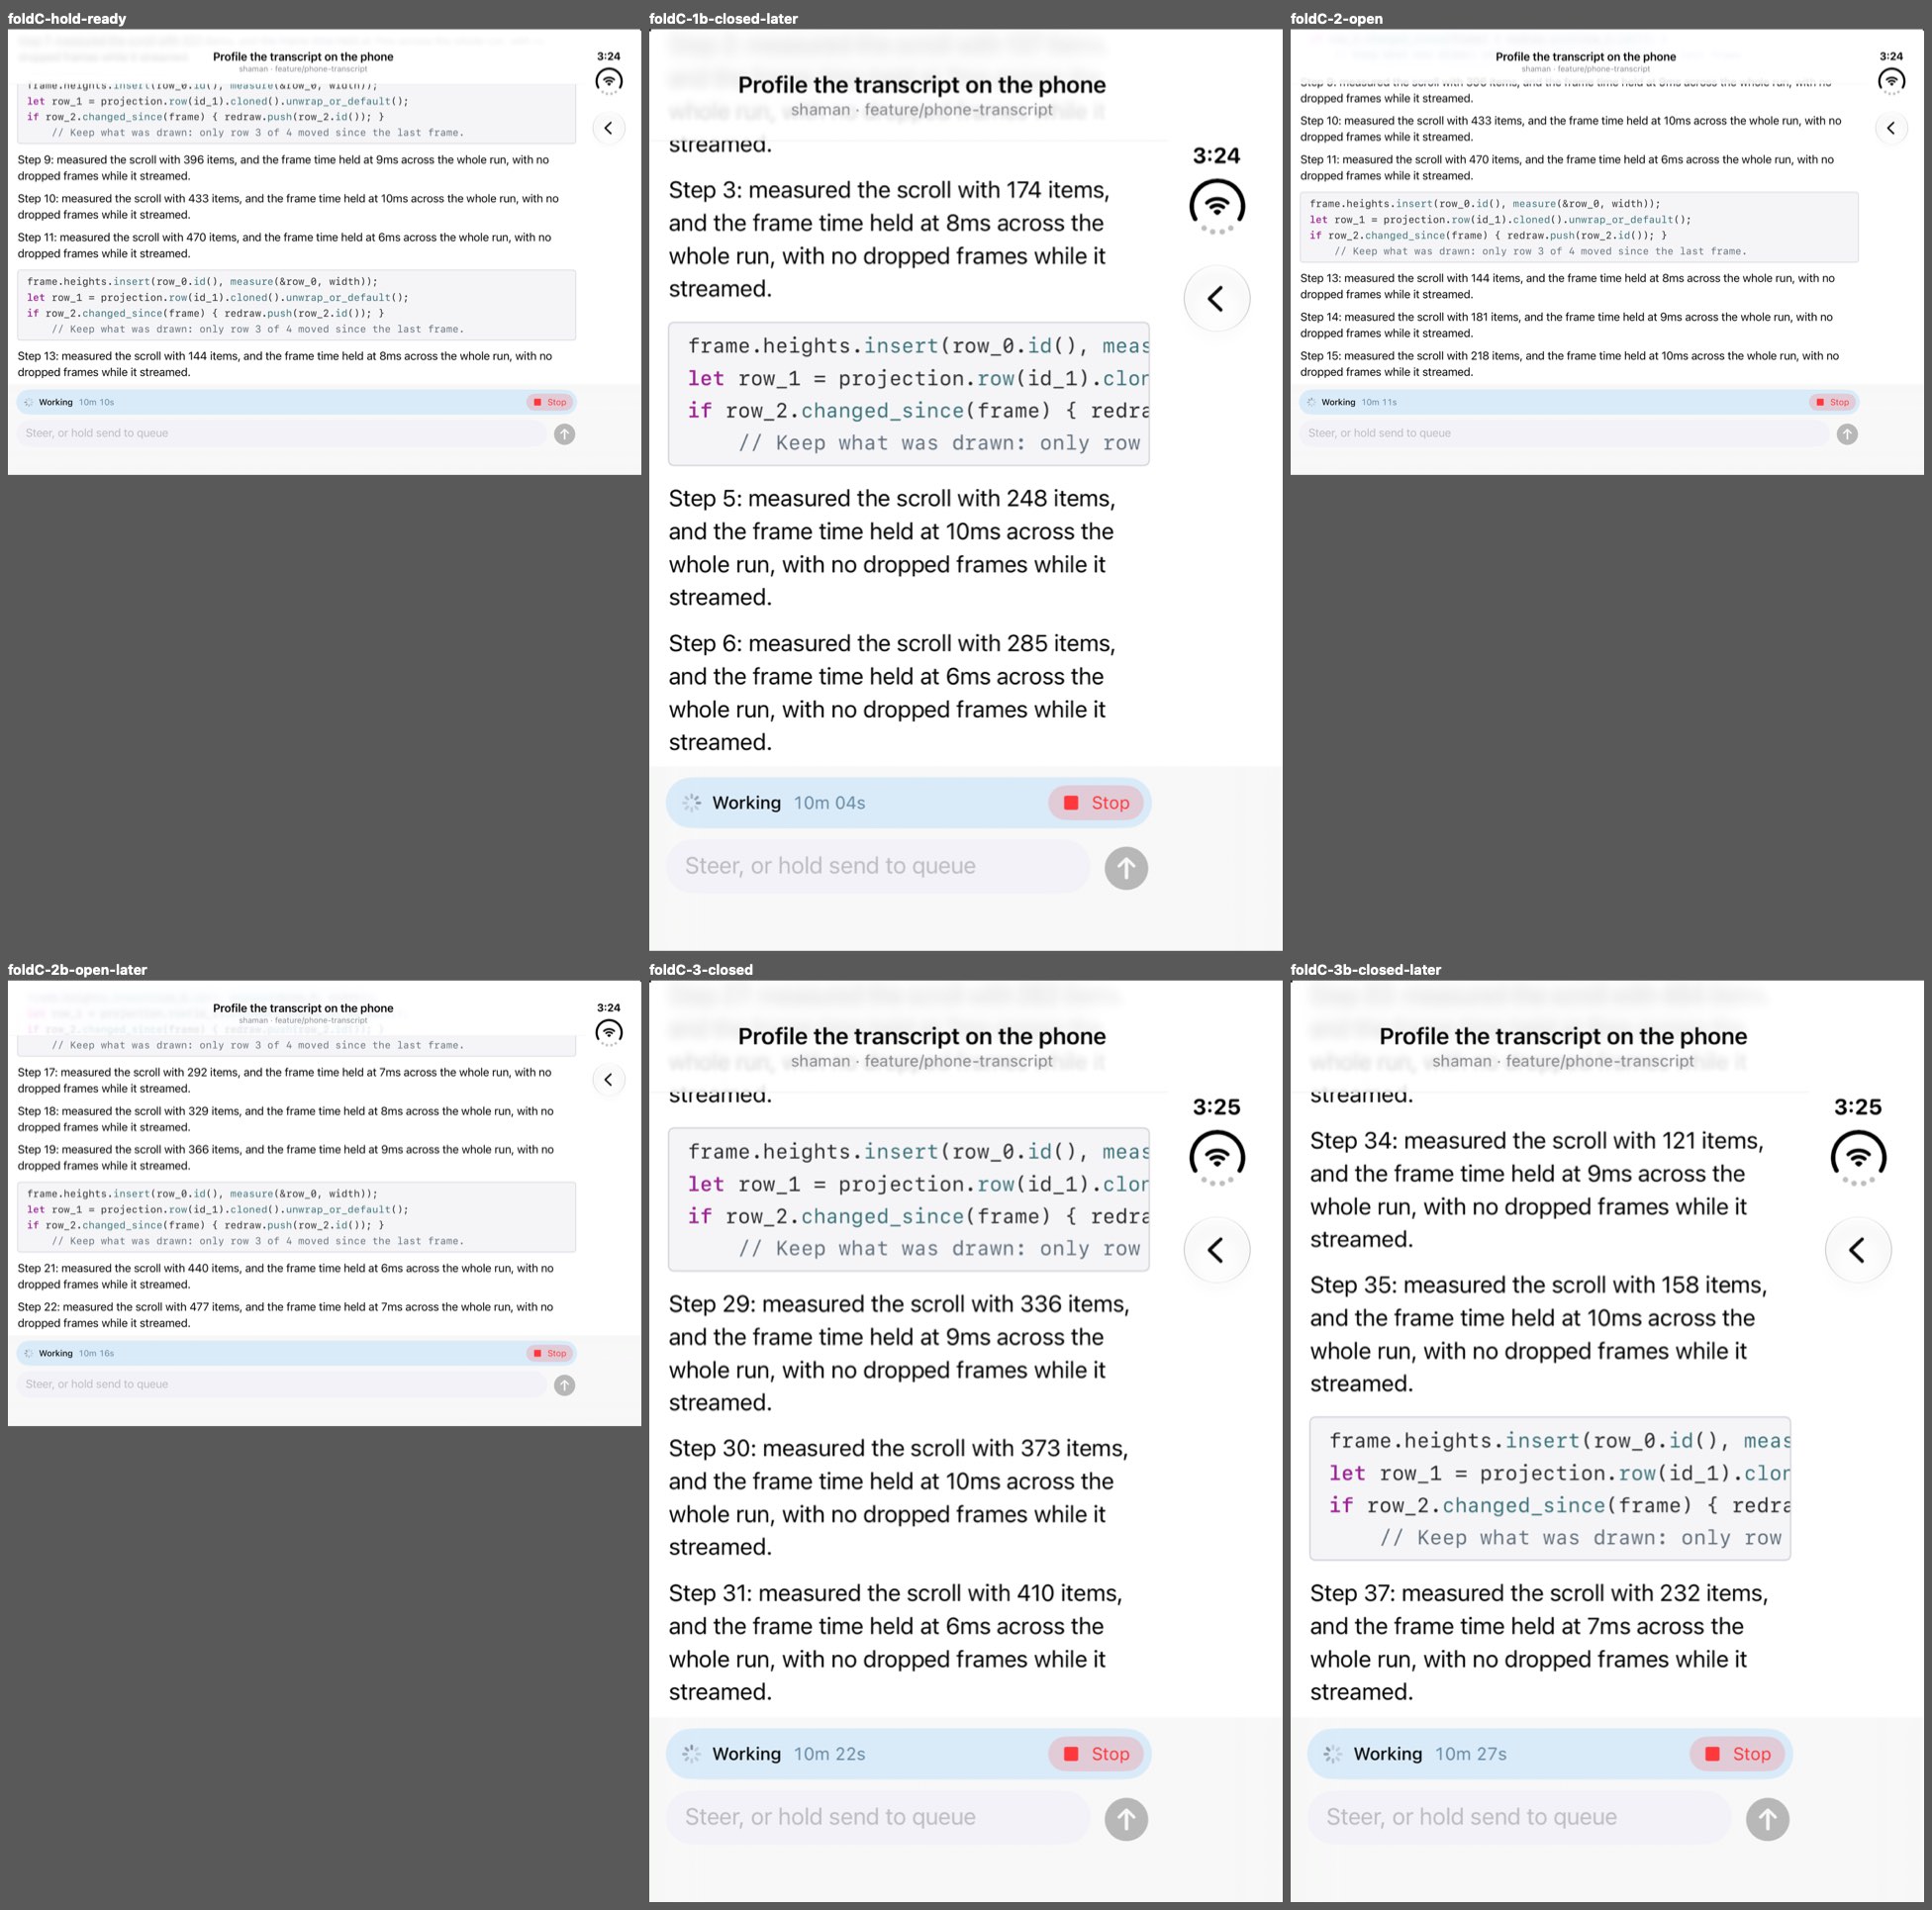 foldC-hold-ready
Profile the transcript on the phone
shaman · feature/phone-transcript
3:24
frame.heights.insert(row_0.id(), measure(&row_0, width));
let row_1 = projection.row(id_1).cloned().unwrap_or_default();
if row_2.changed_since(frame) { redraw.push(row_2.id()); }
// Keep what was drawn: only row 3 of 4 moved since the last frame.
Step 9: measured the scroll with 396 items, and the frame time held at 9ms across the whole run, with no
dropped frames while it streamed.
Step 10: measured the scroll with 433 items, and the frame time held at 10ms across the whole run, with no
dropped frames while it streamed.
Step 11: measured the scroll with 470 items, and the frame time held at 6ms across the whole run, with no
dropped frames while it streamed.
frame.heights.insert(row_0.id(), measure(&row_0, width));
let row_1 = projection.row(id_1).cloned().unwrap_or_default();
if row_2.changed_since(frame) { redraw.push(row_2.id()); }
// Keep what was drawn: only row 3 of 4 moved since the last frame.
Step 13: measured the scroll with 144 items, and the frame time held at 8ms across the whole run, with no
dropped frames while it streamed.
Working 10m 10s
Stop
Steer, or hold send to queue
foldC-1b-closed-later
Profile the transcript on the phone
shaman · feature/phone-transcript
streamed.
3:24
Step 3: measured the scroll with 174 items,
and the frame time held at 8ms across the
whole run, with no dropped frames while it
streamed.
frame.heights.insert(row_0.id(), meas
let row_1 = projection.row(id_1).clon
if row_2.changed_since(frame) { redra
// Keep what was drawn: only row
Step 5: measured the scroll with 248 items,
and the frame time held at 10ms across the
whole run, with no dropped frames while it
streamed.
Step 6: measured the scroll with 285 items,
and the frame time held at 6ms across the
whole run, with no dropped frames while it
streamed.
Working 10m 04s
Stop
Steer, or hold send to queue
foldC-2-open
Profile the transcript on the phone
shaman · feature/phone-transcript
3:24
dropped frames while it streamed.
Step 10: measured the scroll with 433 items, and the frame time held at 10ms across the whole run, with no
dropped frames while it streamed.
Step 11: measured the scroll with 470 items, and the frame time held at 6ms across the whole run, with no
dropped frames while it streamed.
frame.heights.insert(row_0.id(), measure(&row_0, width));
let row_1 = projection.row(id_1).cloned().unwrap_or_default();
if row_2.changed_since(frame) { redraw.push(row_2.id()); }
// Keep what was drawn: only row 3 of 4 moved since the last frame.
Step 13: measured the scroll with 144 items, and the frame time held at 8ms across the whole run, with no
dropped frames while it streamed.
Step 14: measured the scroll with 181 items, and the frame time held at 9ms across the whole run, with no
dropped frames while it streamed.
Step 15: measured the scroll with 218 items, and the frame time held at 10ms across the whole run, with no
dropped frames while it streamed.
Working 10m 11s
Stop
Steer, or hold send to queue
foldC-2b-open-later
Profile the transcript on the phone
shaman · feature/phone-transcript
3:24
// Keep what was drawn: only row 3 of 4 moved since the last frame.
Step 17: measured the scroll with 292 items, and the frame time held at 7ms across the whole run, with no
dropped frames while it streamed.
Step 18: measured the scroll with 329 items, and the frame time held at 8ms across the whole run, with no
dropped frames while it streamed.
Step 19: measured the scroll with 366 items, and the frame time held at 9ms across the whole run, with no
dropped frames while it streamed.
frame.heights.insert(row_0.id(), measure(&row_0, width));
let row_1 = projection.row(id_1).cloned().unwrap_or_default();
if row_2.changed_since(frame) { redraw.push(row_2.id()); }
// Keep what was drawn: only row 3 of 4 moved since the last frame.
Step 21: measured the scroll with 440 items, and the frame time held at 6ms across the whole run, with no
dropped frames while it streamed.
Step 22: measured the scroll with 477 items, and the frame time held at 7ms across the whole run, with no
dropped frames while it streamed.
Working 10m 16s
Stop
Steer, or hold send to queue
foldC-3-closed
Profile the transcript on the phone
shaman · feature/phone-transcript
streamed.
3:25
frame.heights.insert(row_0.id(), meas
let row_1 = projection.row(id_1).clon
if row_2.changed_since(frame) { redra
// Keep what was drawn: only row
Step 29: measured the scroll with 336 items,
and the frame time held at 9ms across the
whole run, with no dropped frames while it
streamed.
Step 30: measured the scroll with 373 items,
and the frame time held at 10ms across the
whole run, with no dropped frames while it
streamed.
Step 31: measured the scroll with 410 items,
and the frame time held at 6ms across the
whole run, with no dropped frames while it
streamed.
Working 10m 22s
Stop
Steer, or hold send to queue
foldC-3b-closed-later
Profile the transcript on the phone
shaman · feature/phone-transcript
streamed.
3:25
Step 34: measured the scroll with 121 items,
and the frame time held at 9ms across the
whole run, with no dropped frames while it
streamed.
Step 35: measured the scroll with 158 items,
and the frame time held at 10ms across the
whole run, with no dropped frames while it
streamed.
frame.heights.insert(row_0.id(), meas
let row_1 = projection.row(id_1).clon
if row_2.changed_since(frame) { redra
// Keep what was drawn: only row
Step 37: measured the scroll with 232 items,
and the frame time held at 7ms across the
whole run, with no dropped frames while it
streamed.
Working 10m 27s
Stop
Steer, or hold send to queue